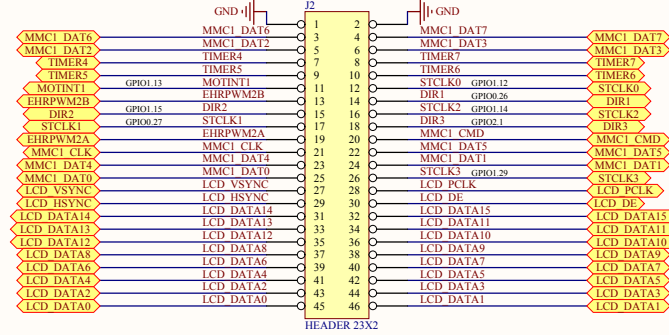 J2
GND 1 2 GND
MMC1_DAT6 MMC1_DAT6 3 4 MMC1_DAT7 MMC1_DAT7
MMC1_DAT2 MMC1_DAT2 5 6 MMC1_DAT3 MMC1_DAT3
TIMER4 TIMER4 7 8 TIMER7 TIMER7
TIMER5 TIMER5 9 10 TIMER6 TIMER6
MOTINT1 GPIO1.13 MOTINT1 11 12 STCLK0 GPIO1.12 STCLK0
EHRPWM2B EHRPWM2B 13 14 DIR1 GPIO0.26 DIR1
DIR2 GPIO1.15 DIR2 15 16 STCLK2 GPIO1.14 STCLK2
STCLK1 GPIO0.27 STCLK1 17 18 DIR3 GPIO2.1 DIR3
EHRPWM2A EHRPWM2A 19 20 MMC1_CMD MMC1_CMD
MMC1_CLK MMC1_CLK 21 22 MMC1_DAT5 MMC1_DAT5
MMC1_DAT4 MMC1_DAT4 23 24 MMC1_DAT1 MMC1_DAT1
MMC1_DAT0 MMC1_DAT0 25 26 STCLK3 GPIO1.29 STCLK3
LCD_VSYNC LCD_VSYNC 27 28 LCD_PCLK LCD_PCLK
LCD_HSYNC LCD_HSYNC 29 30 LCD_DE LCD_DE
LCD_DATA14 LCD_DATA14 31 32 LCD_DATA15 LCD_DATA15
LCD_DATA13 LCD_DATA13 33 34 LCD_DATA11 LCD_DATA11
LCD_DATA12 LCD_DATA12 35 36 LCD_DATA10 LCD_DATA10
LCD_DATA8 LCD_DATA8 37 38 LCD_DATA9 LCD_DATA9
LCD_DATA6 LCD_DATA6 39 40 LCD_DATA7 LCD_DATA7
LCD_DATA4 LCD_DATA4 41 42 LCD_DATA5 LCD_DATA5
LCD_DATA2 LCD_DATA2 43 44 LCD_DATA3 LCD_DATA3
LCD_DATA0 LCD_DATA0 45 46 LCD_DATA1 LCD_DATA1
HEADER 23X2